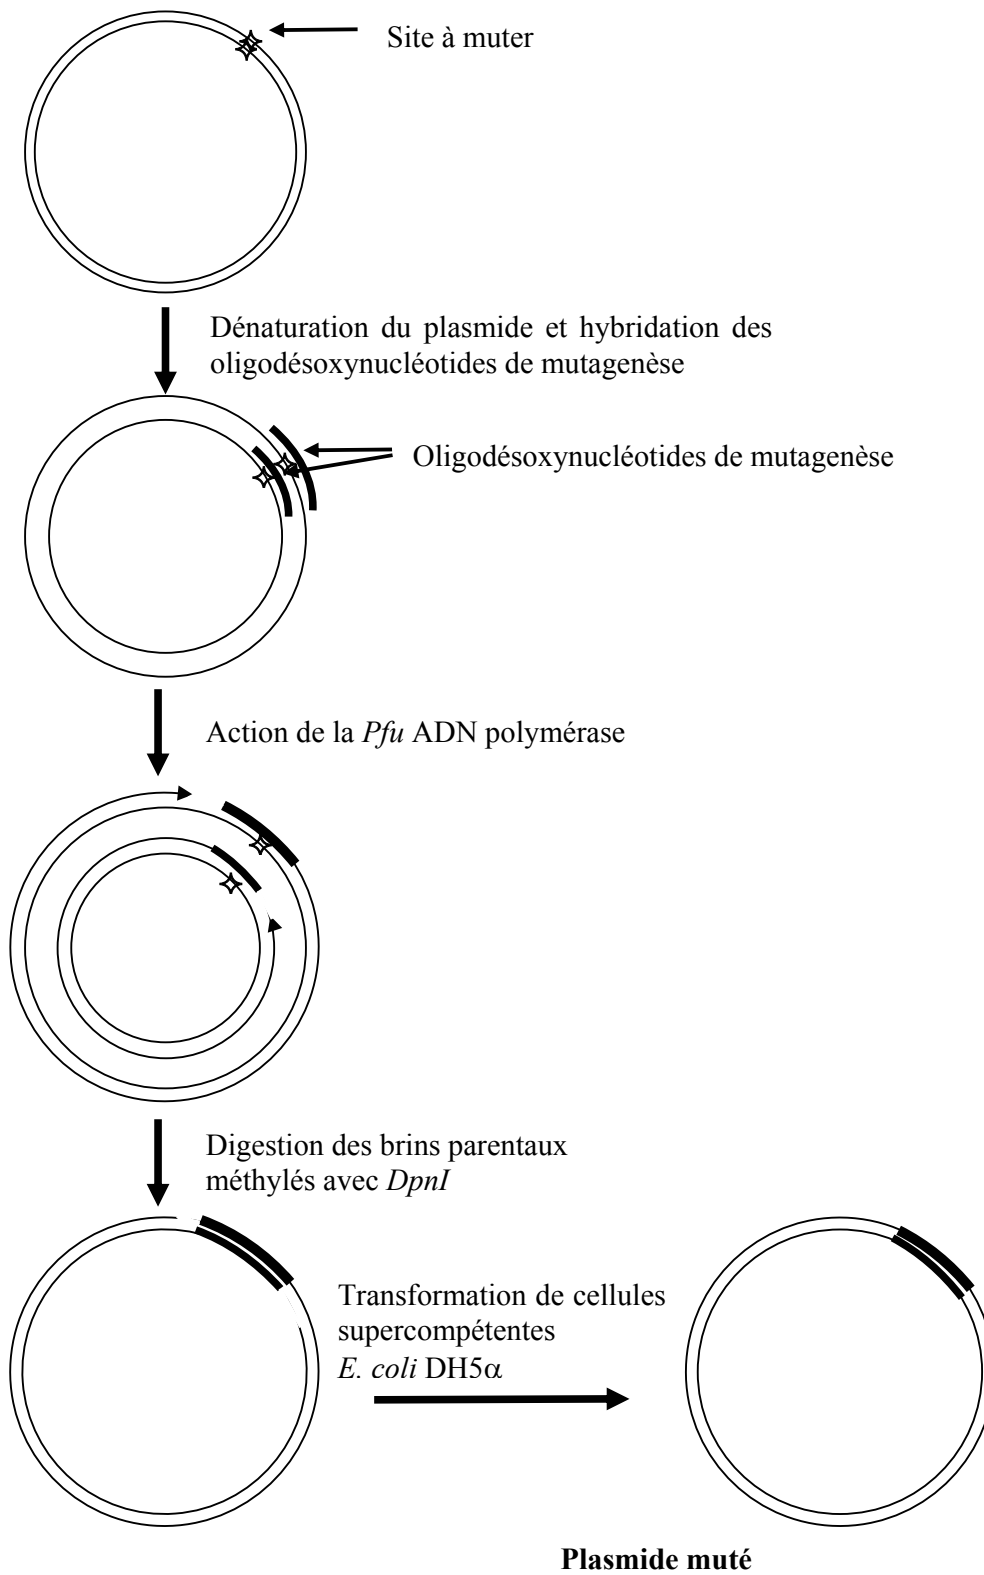 Site à muter
Dénaturation du plasmide et hybridation des
oligodésoxynucléotides de mutagenèse
Oligodésoxynucléotides de mutagenèse
Action de la Pfu ADN polymérase
Digestion des brins parentaux
méthylés avec DpnI
Transformation de cellules
supercompétentes
E. coli DH5α
Plasmide muté